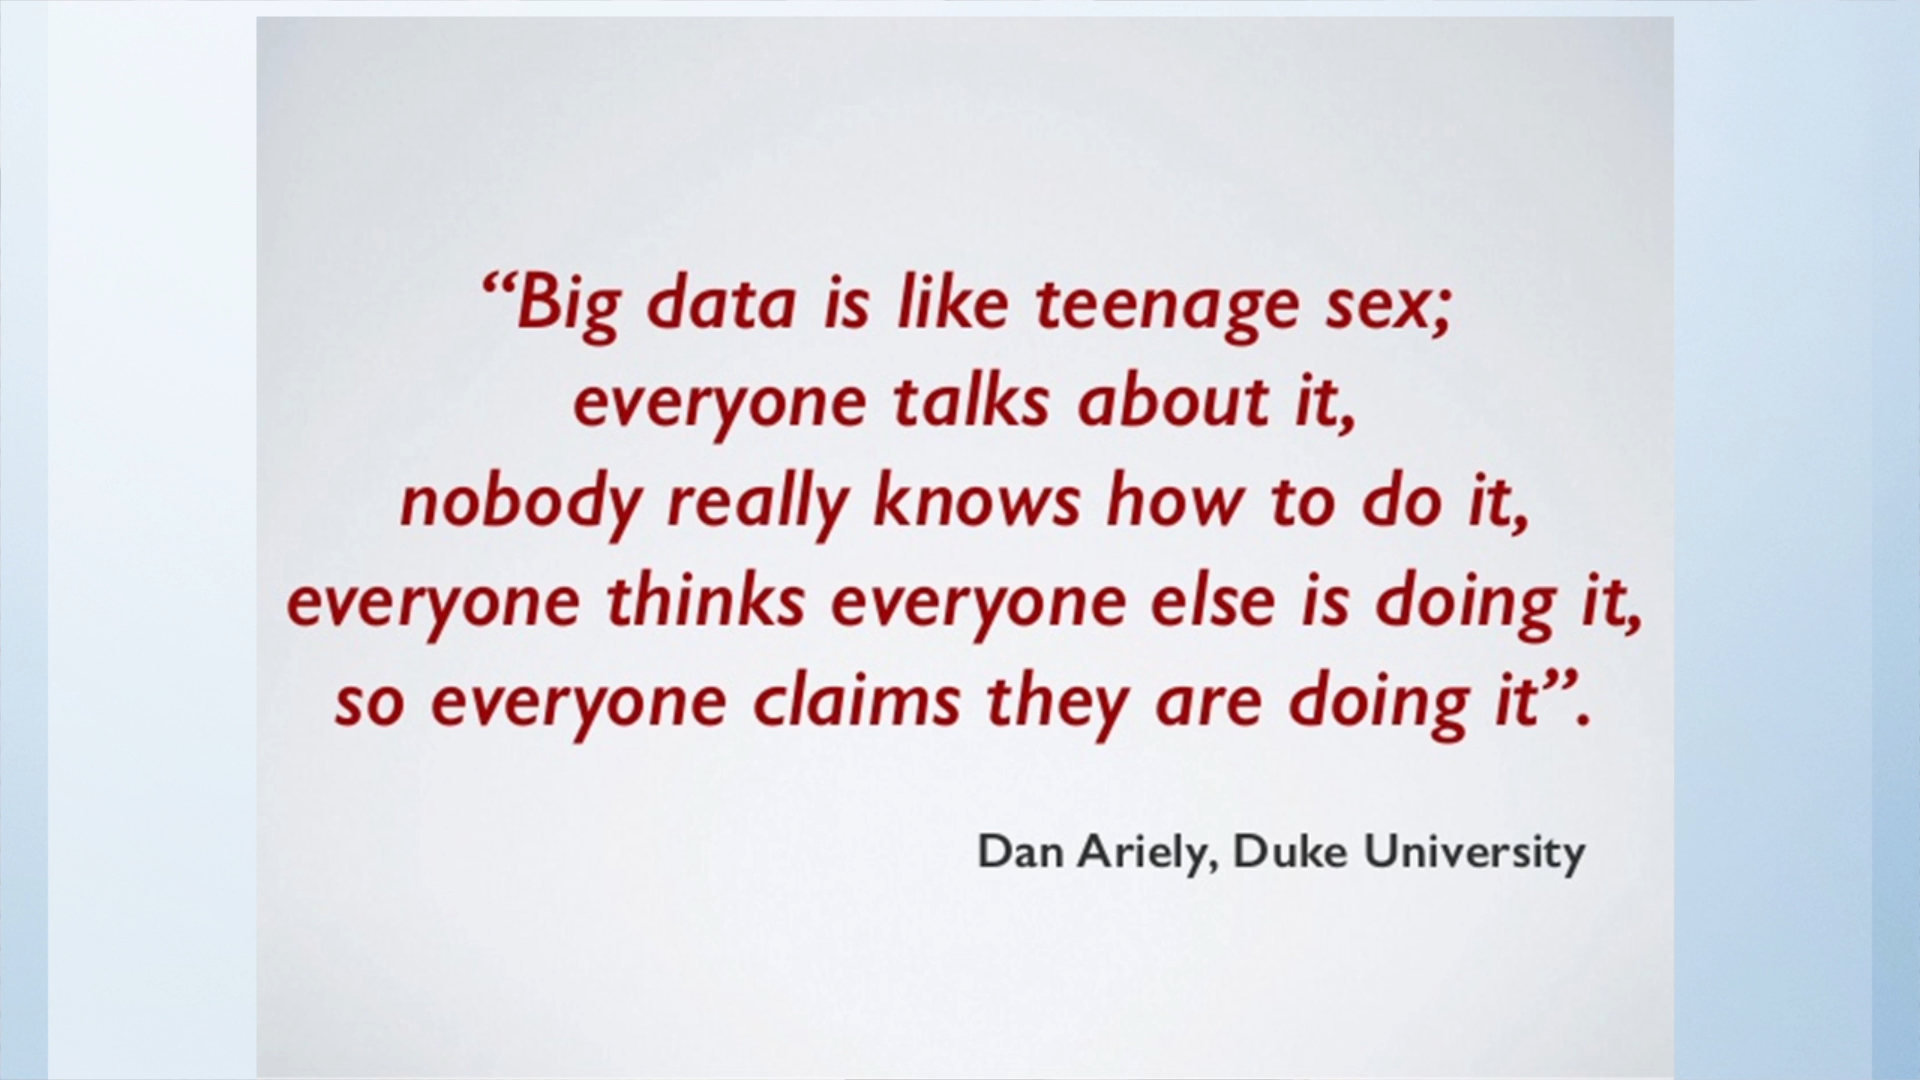 “Big data is like teenage sex;
everyone talks about it,
nobody really knows how to do it,
everyone thinks everyone else is doing it,
so everyone claims they are doing it”.
Dan Ariely, Duke University